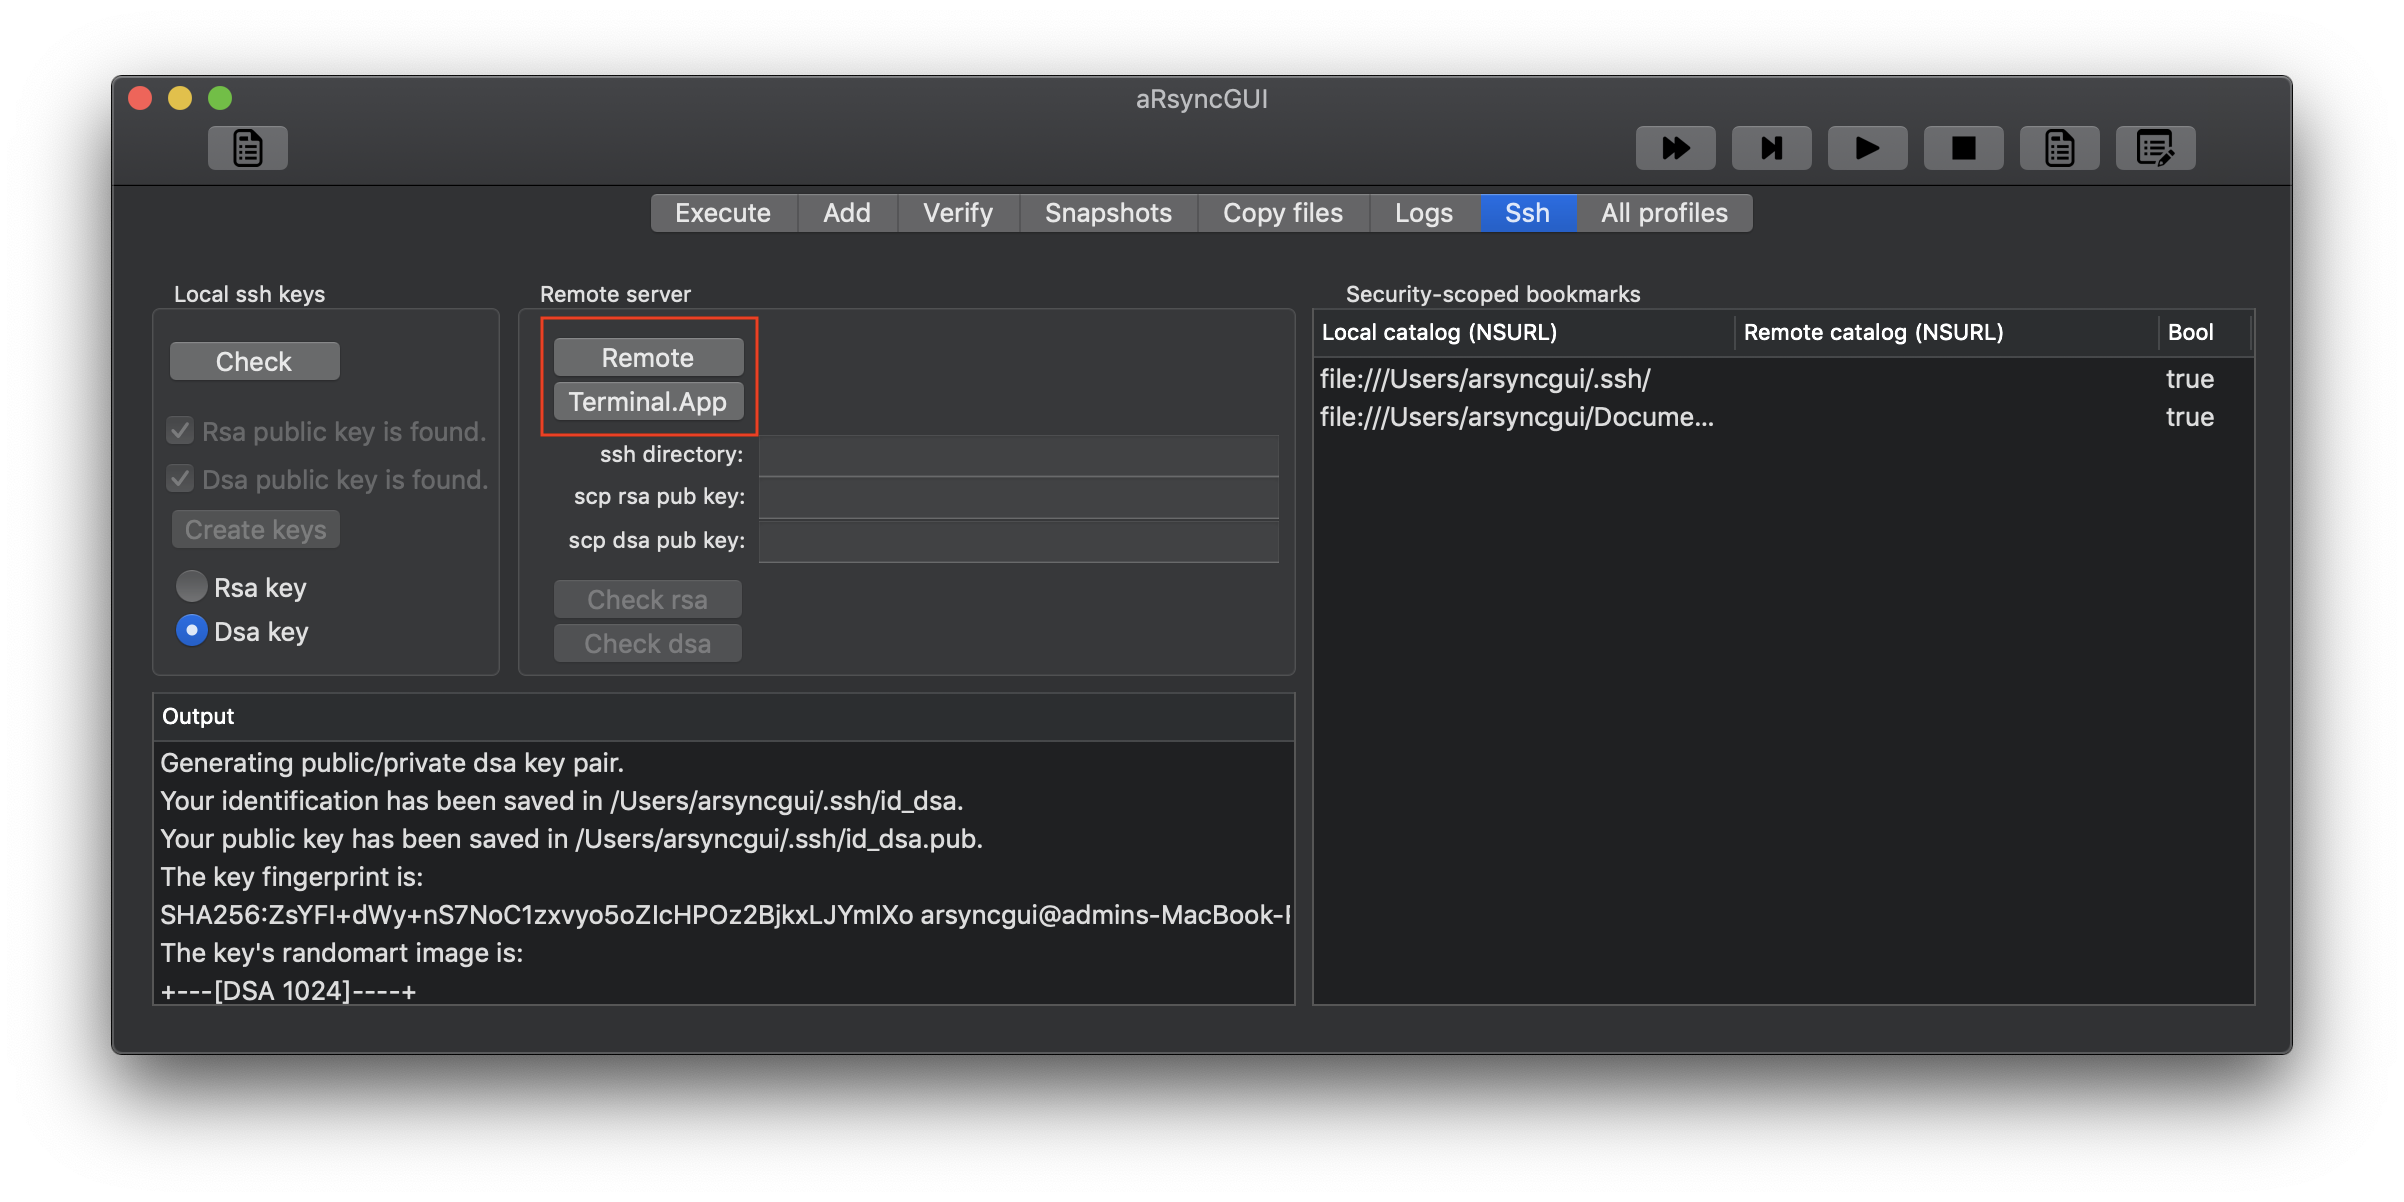 aRsyncGUI
Execute Add Verify Snapshots Copy files Logs Ssh All profiles
Local ssh keys
Check
Rsa public key is found.
Dsa public key is found.
Create keys
Rsa key
Dsa key
Remote server
Remote
Terminal.App
ssh directory:
scp rsa pub key:
scp dsa pub key:
Check rsa
Check dsa
Security-scoped bookmarks
Local catalog (NSURL) Remote catalog (NSURL) Bool
file:///Users/arsyncgui/.ssh/ true
file:///Users/arsyncgui/Docume... true
Output
Generating public/private dsa key pair.
Your identification has been saved in /Users/arsyncgui/.ssh/id_dsa.
Your public key has been saved in /Users/arsyncgui/.ssh/id_dsa.pub.
The key fingerprint is:
SHA256:ZsYFI+dWy+nS7NoC1zxvyo5oZIcHPOz2BjkxLJYmIXo arsyncgui@admins-MacBook-
The key's randomart image is:
+---[DSA 1024]----+